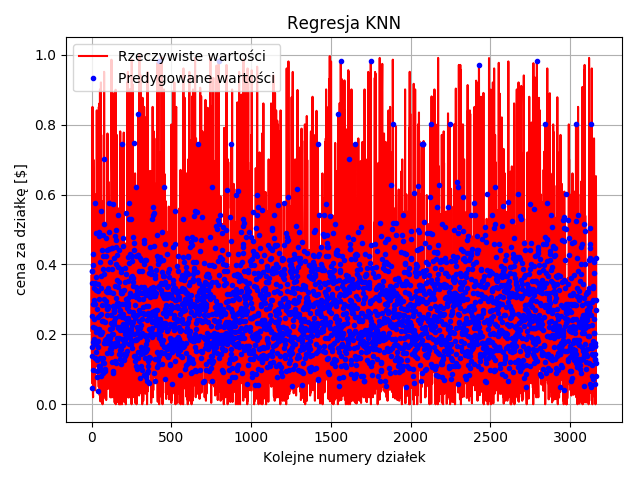 Regresja KNN
Rzeczywiste wartości
Predygowane wartości
cena za działkę [$]
1.0
0.8
0.6
0.4
0.2
0.0
0 500 1000 1500 2000 2500 3000
Kolejne numery działek